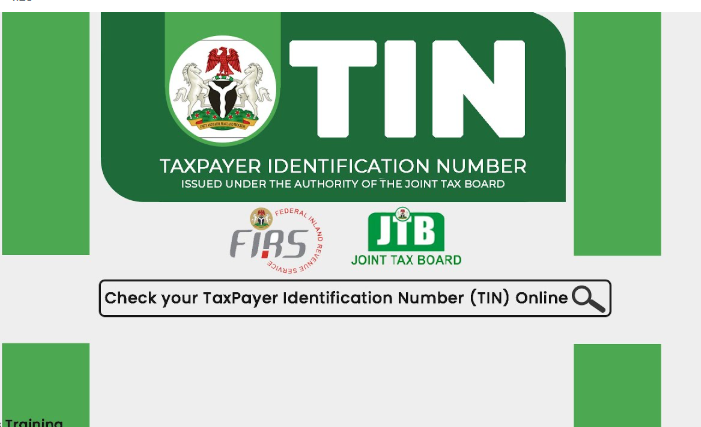 TIN
TAXPAYER IDENTIFICATION NUMBER
ISSUED UNDER THE AUTHORITY OF THE JOINT TAX BOARD
FIRS
FEDERAL INLAND REVENUE SERVICE
JTB
JOINT TAX BOARD
Check your TaxPayer Identification Number (TIN) Online
Training